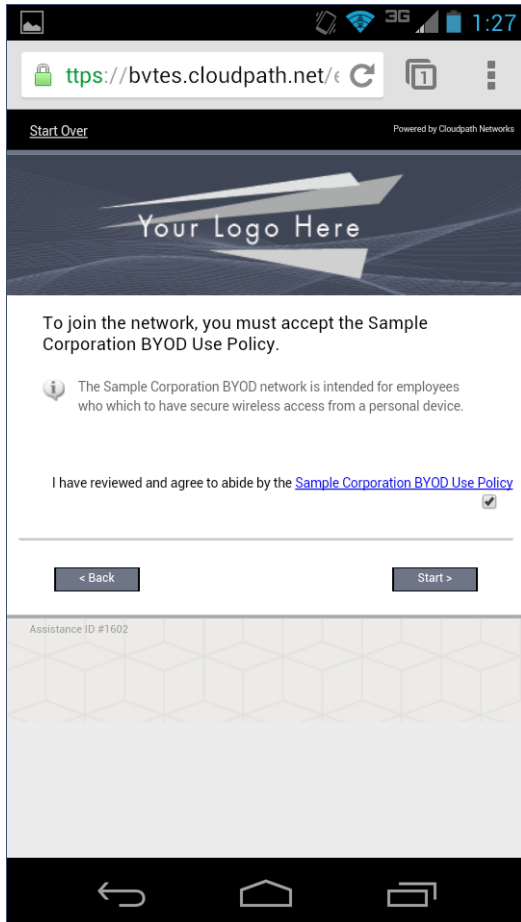 3G 1:27
ttps://bvtes.cloudpath.net/e
1
Start Over
Powered by Cloudpath Networks
Your Logo Here
To join the network, you must accept the Sample
Corporation BYOD Use Policy.
The Sample Corporation BYOD network is intended for employees
who which to have secure wireless access from a personal device.
I have reviewed and agree to abide by the Sample Corporation BYOD Use Policy
< Back
Start >
Assistance ID #1602